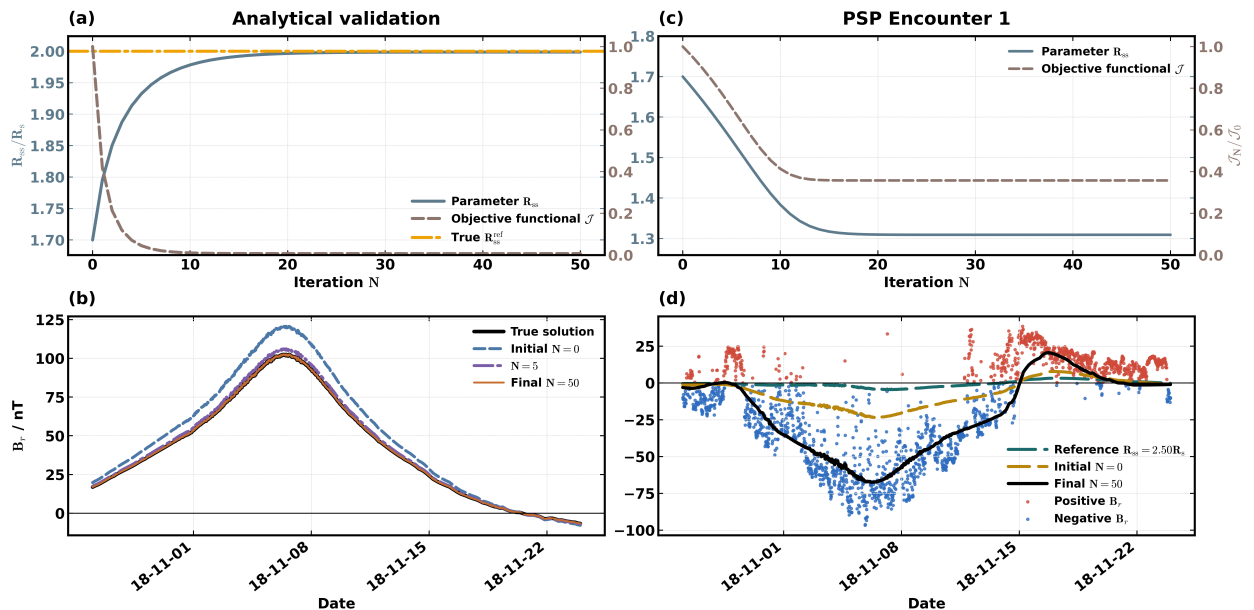 (a) Analytical validation
2.00
1.95
1.90
1.85
1.80
1.75
1.70
R_ss/R_s
1.0
0.8
0.6
0.4
0.2
0.0
Parameter R_ss
Objective functional 𝒥
True R_ss^ref
0 10 20 30 40 50
Iteration N
(c) PSP Encounter 1
1.8
1.7
1.6
1.5
1.4
1.3
1.0
0.8
0.6
0.4
0.2
0.0
𝒥_N/𝒥_0
Parameter R_ss
Objective functional 𝒥
0 10 20 30 40 50
Iteration N
(b)
125
100
75
50
25
0
B_r / nT
True solution
Initial N = 0
N = 5
Final N = 50
18-11-01 18-11-08 18-11-15 18-11-22
Date
(d)
25
0
−25
−50
−75
−100
Reference R_ss = 2.50R_s
Initial N = 0
Final N = 50
Positive B_r
Negative B_r
18-11-01 18-11-08 18-11-15 18-11-22
Date